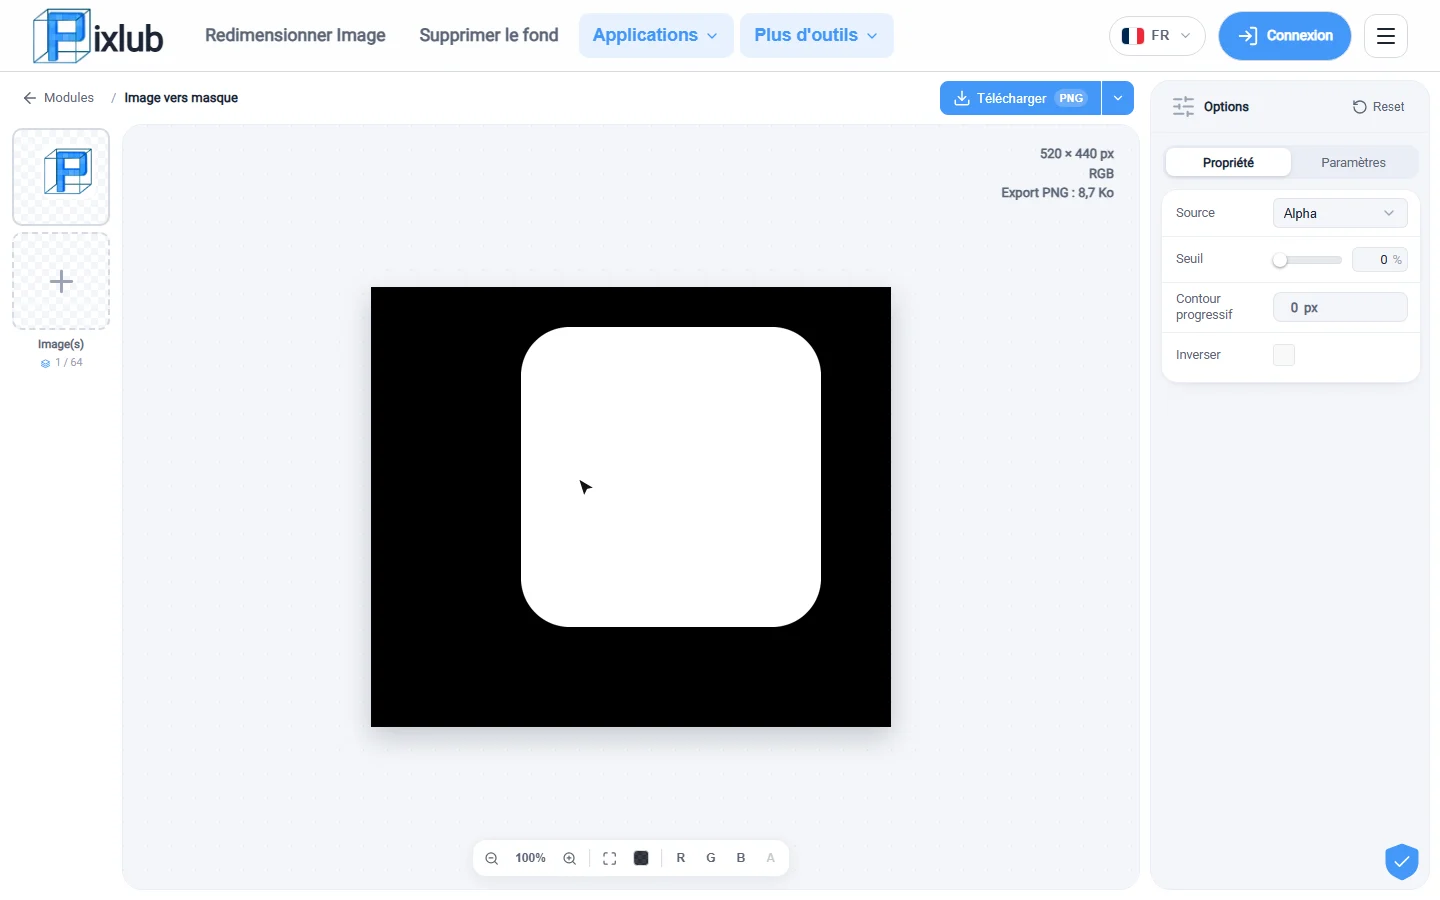 Pixlub
Redimensionner Image
Supprimer le fond
Applications
Plus d'outils
FR
Connexion
Modules / Image vers masque
Télécharger PNG
520 × 440 px
RGB
Export PNG : 8,7 Ko
Image(s)
1 / 64
Options
Reset
Propriété
Paramètres
Source
Alpha
Seuil
0 %
Contour
progressif
0 px
Inverser
100%
R G B A